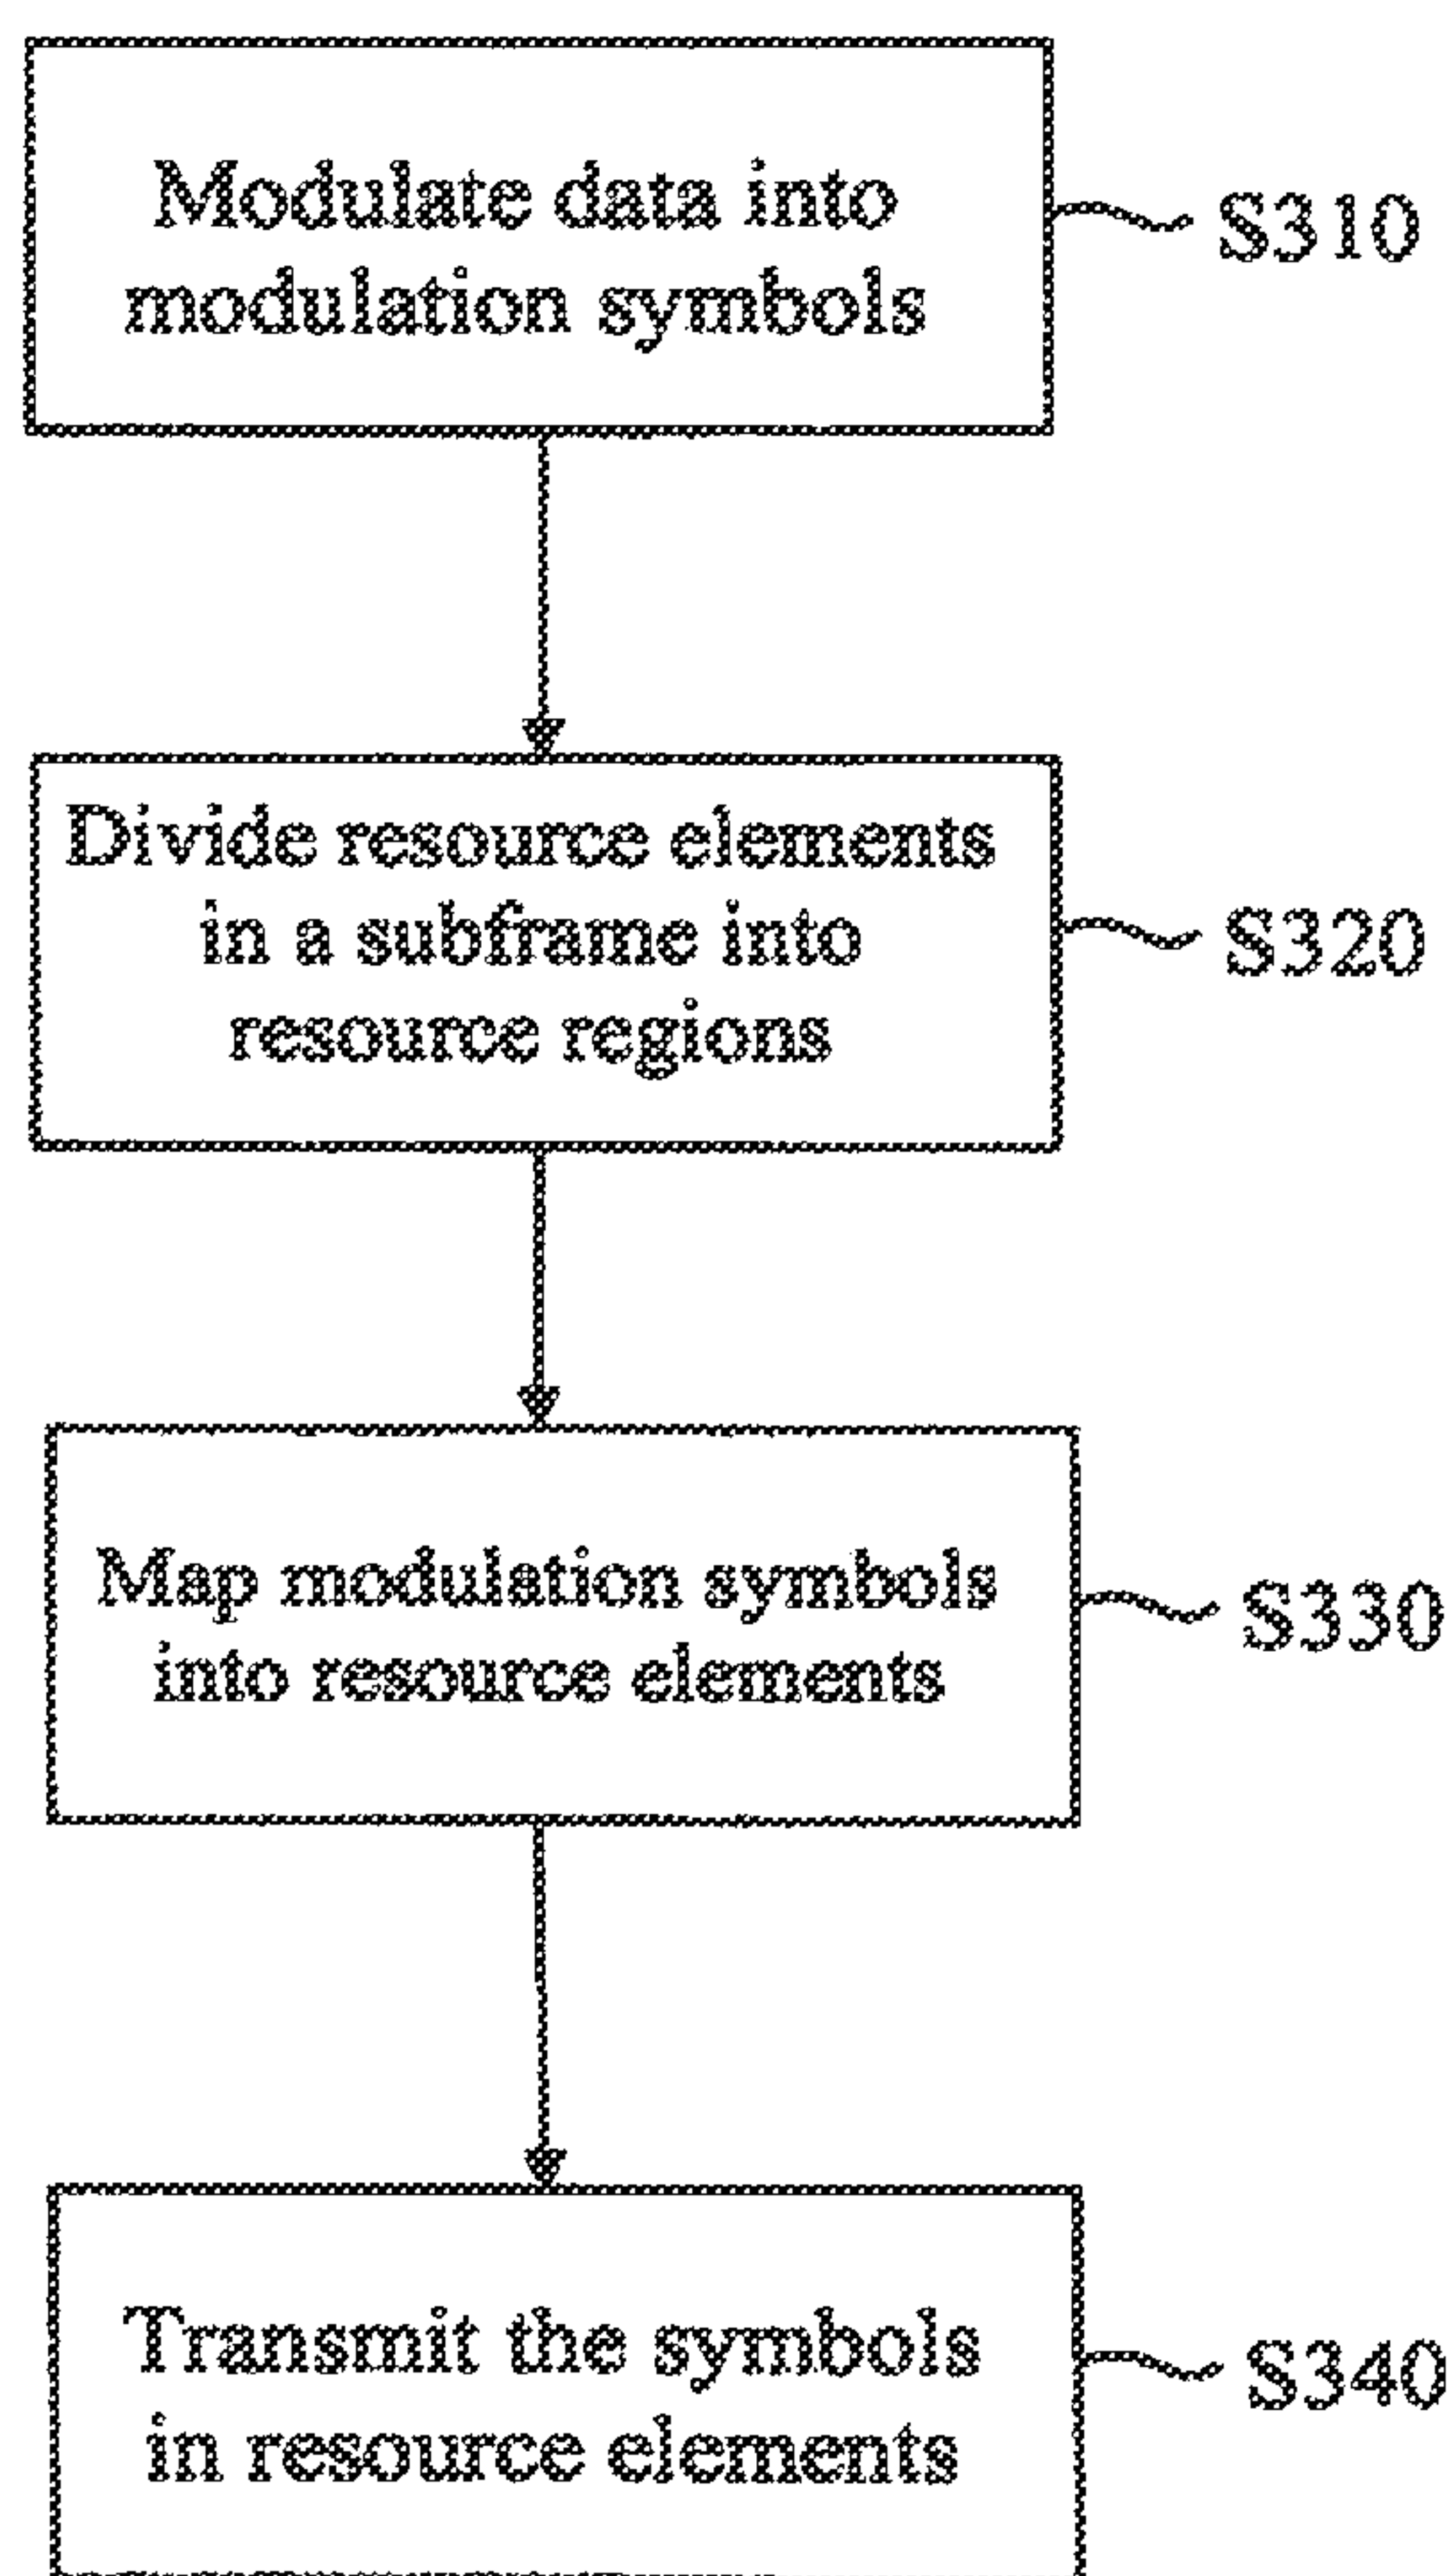 Modulate data into
modulation symbols
S310
Divide resource elements
in a subframe into
resource regions
S320
Map modulation symbols
into resource elements
S330
Transmit the symbols
in resource elements
S340